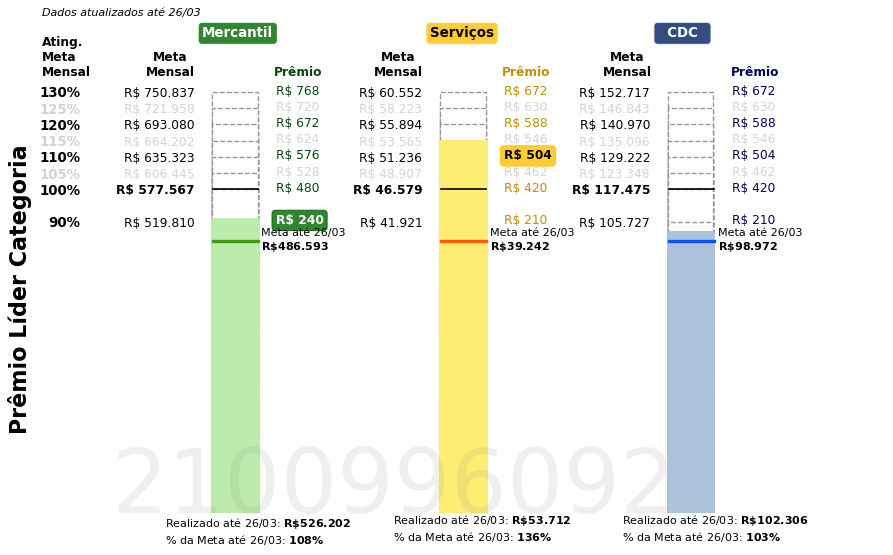 Dados atualizados até 26/03
Mercantil Serviços CDC
Ating. Meta Mensal Meta Mensal Prêmio Meta Mensal Prêmio Meta Mensal Prêmio
130% R$ 750.837 R$ 768 R$ 60.552 R$ 672 R$ 152.717 R$ 672
125% R$ 721.958 R$ 720 R$ 58.223 R$ 630 R$ 146.843 R$ 630
120% R$ 693.080 R$ 672 R$ 55.894 R$ 588 R$ 140.970 R$ 588
115% R$ 664.202 R$ 624 R$ 53.565 R$ 546 R$ 135.096 R$ 546
110% R$ 635.323 R$ 576 R$ 51.236 R$ 504 R$ 129.222 R$ 504
105% R$ 606.445 R$ 528 R$ 48.907 R$ 462 R$ 123.348 R$ 462
100% R$ 577.567 R$ 480 R$ 46.579 R$ 420 R$ 117.475 R$ 420
90% R$ 519.810 R$ 240 R$ 41.921 R$ 210 R$ 105.727 R$ 210
Meta até 26/03 Meta até 26/03 Meta até 26/03
R$486.593 R$39.242 R$98.972
Prêmio Líder Categoria
2100996092
Realizado até 26/03: R$526.202 Realizado até 26/03: R$53.712 Realizado até 26/03: R$102.306
% da Meta até 26/03: 108% % da Meta até 26/03: 136% % da Meta até 26/03: 103%